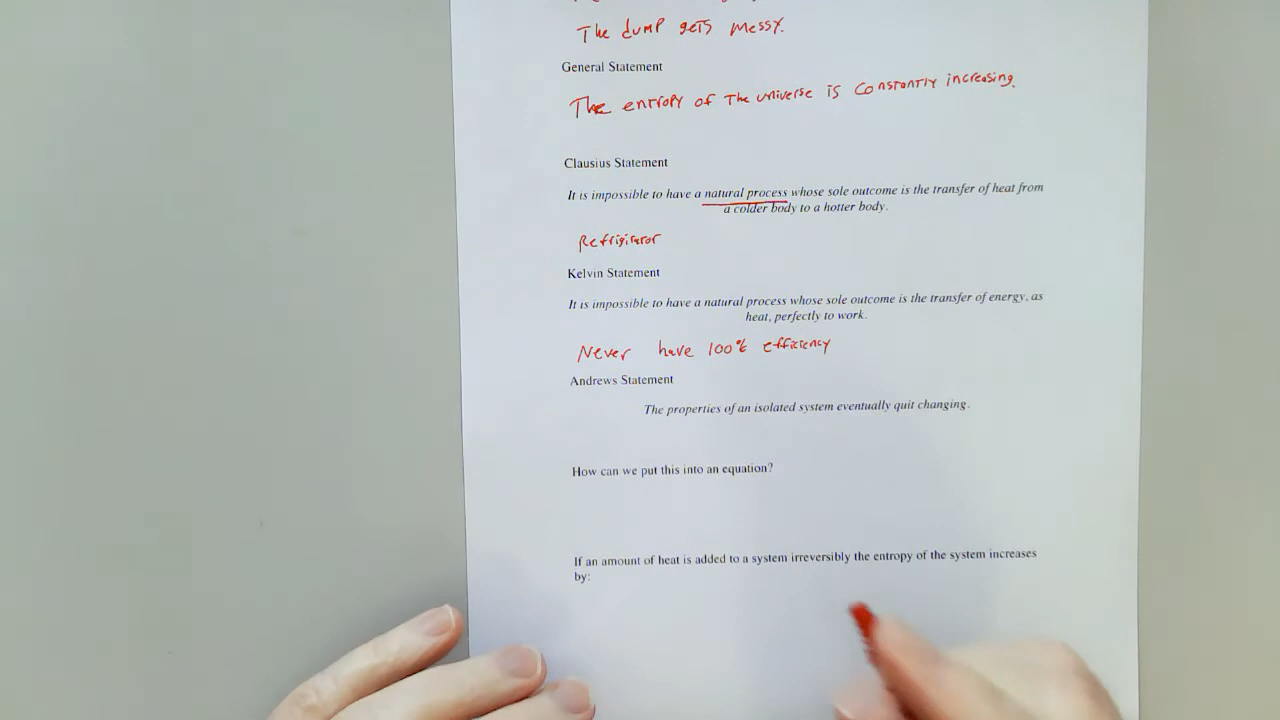 The dump gets messy.
General Statement
The entropy of the universe is constantly increasing.
Clausius Statement
It is impossible to have a natural process whose sole outcome is the transfer of heat from
a colder body to a hotter body.
Refrigirator
Kelvin Statement
It is impossible to have a natural process whose sole outcome is the transfer of energy, as
heat, perfectly to work.
Never have 100% efficiency
Andrews Statement
The properties of an isolated system eventually quit changing.
How can we put this into an equation?
If an amount of heat is added to a system irreversibly the entropy of the system increases
by: